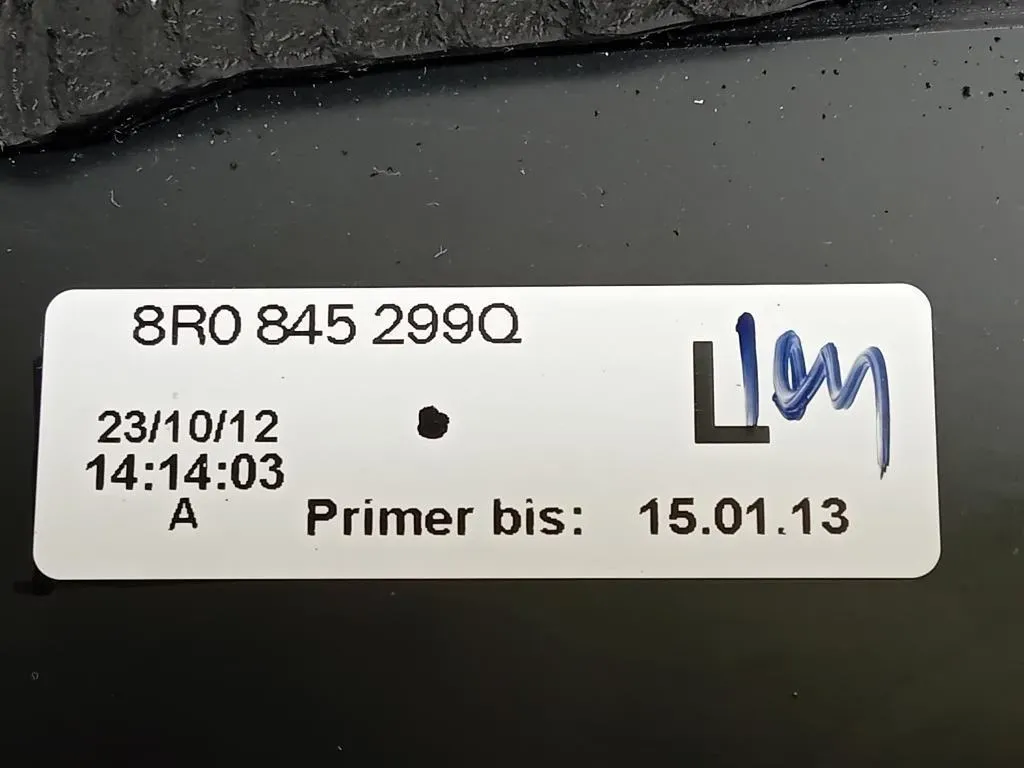 8R0 845 299Q
L
23/10/12
14:14:03
A
Primer bis: 15.01.13